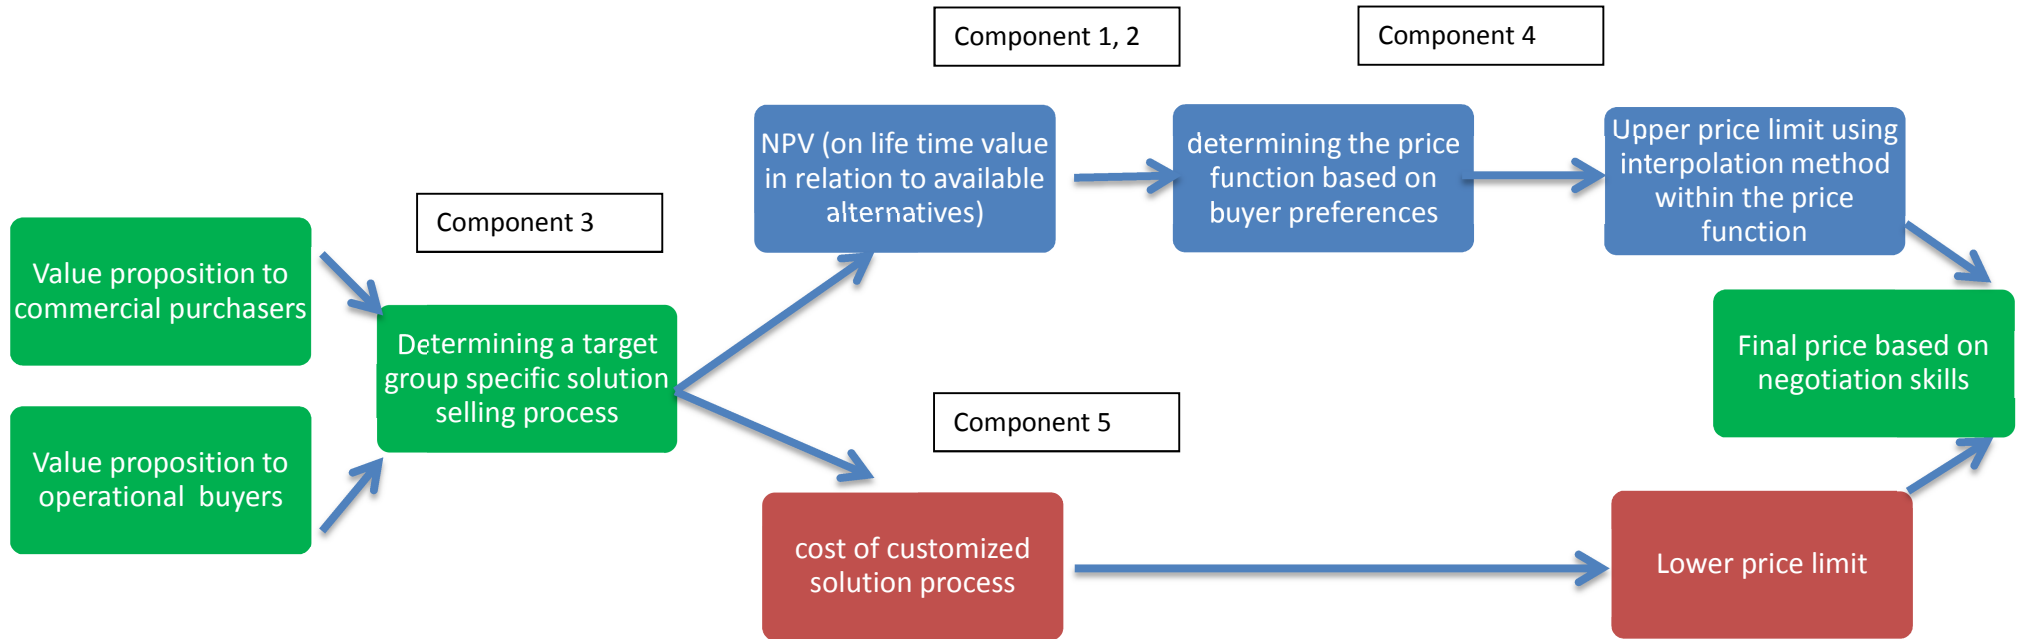 Component 1, 2
Component 4
Component 3
Component 5
Value proposition to
commercial purchasers
Value proposition to
operational buyers
Determining a target
group specific solution
selling process
NPV (on life time value
in relation to available
alternatives)
determining the price
function based on
buyer preferences
Upper price limit using
interpolation method
within the price
function
cost of customized
solution process
Lower price limit
Final price based on
negotiation skills